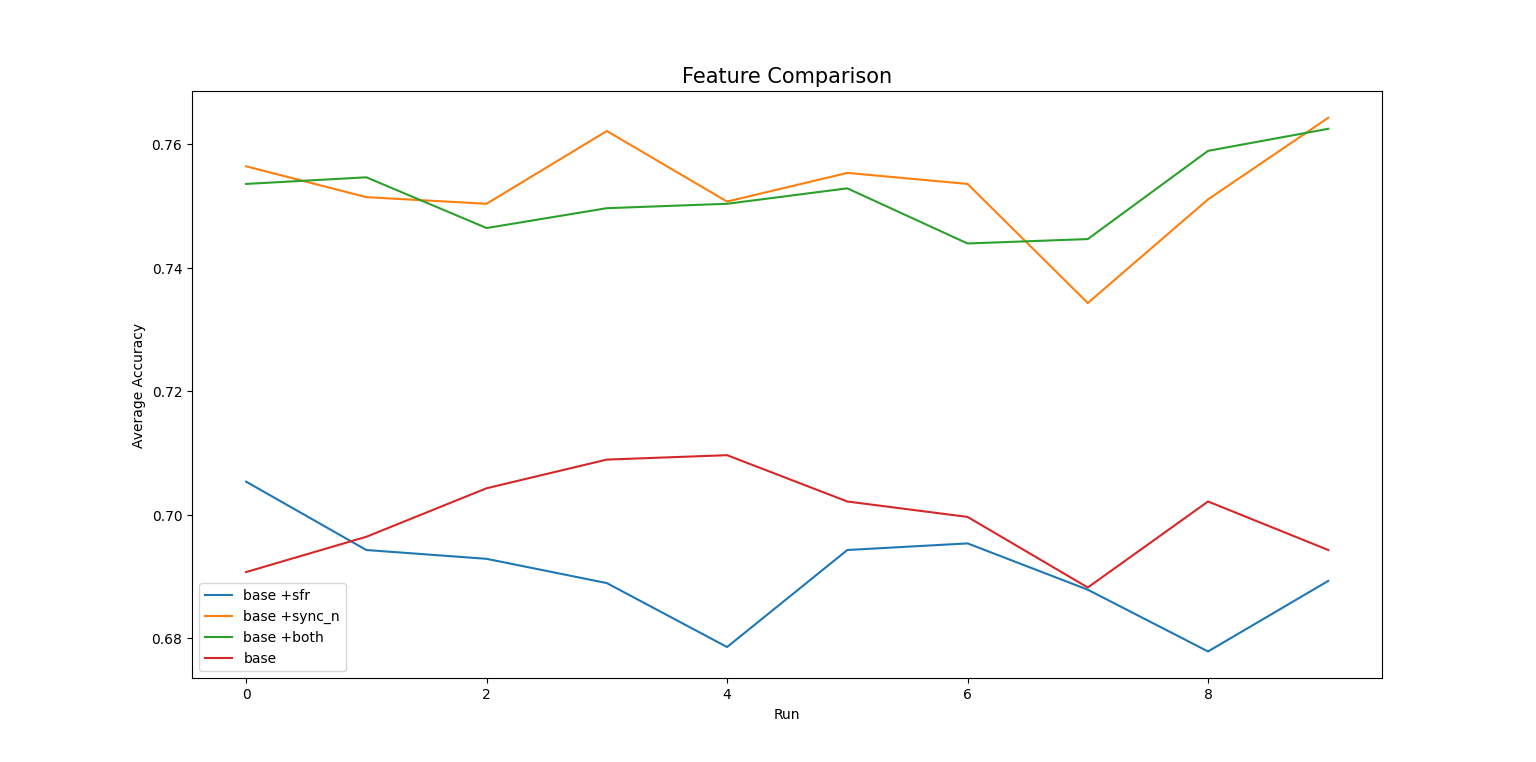 Feature Comparison
0.76
0.74
0.72
0.70
0.68
Average Accuracy
base +sfr
base +sync_n
base +both
base
0 2 4 6 8
Run